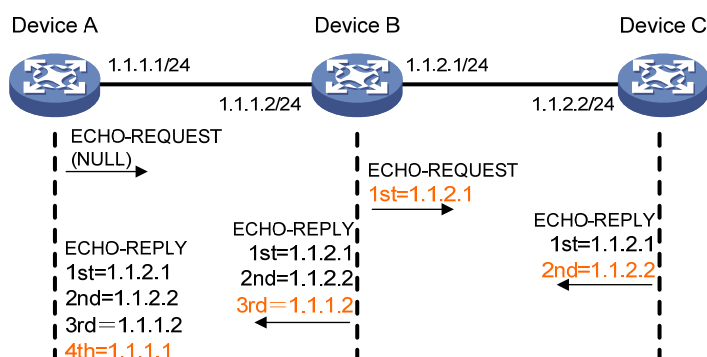 Device A
Device B
Device C
1.1.1.1/24
1.1.2.1/24
1.1.1.2/24
1.1.2.2/24
ECHO-REQUEST
(NULL)
ECHO-REQUEST
1st=1.1.2.1
ECHO-REPLY
1st=1.1.2.1
2nd=1.1.2.2
ECHO-REPLY
1st=1.1.2.1
2nd=1.1.2.2
3rd=1.1.1.2
ECHO-REPLY
1st=1.1.2.1
2nd=1.1.2.2
3rd=1.1.1.2
4th=1.1.1.1